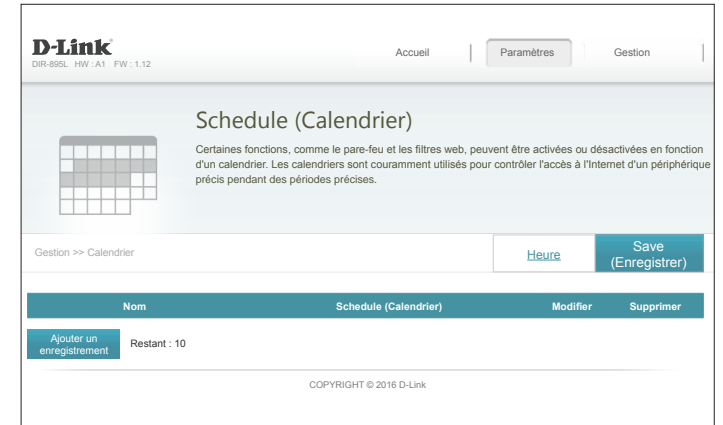 D-Link
DIR-895L HW : A1 FW : 1.12
Accueil
Paramètres
Gestion
Schedule (Calendrier)
Certaines fonctions, comme le pare-feu et les filtres web, peuvent être activées ou désactivées en fonction
d'un calendrier. Les calendriers sont couramment utilisés pour contrôler l'accès à l'Internet d'un périphérique
précis pendant des périodes précises.
Gestion >> Calendrier
Heure
Save
(Enregistrer)
Nom
Schedule (Calendrier)
Modifier
Supprimer
Ajouter un
enregistrement
Restant : 10
COPYRIGHT © 2016 D-Link